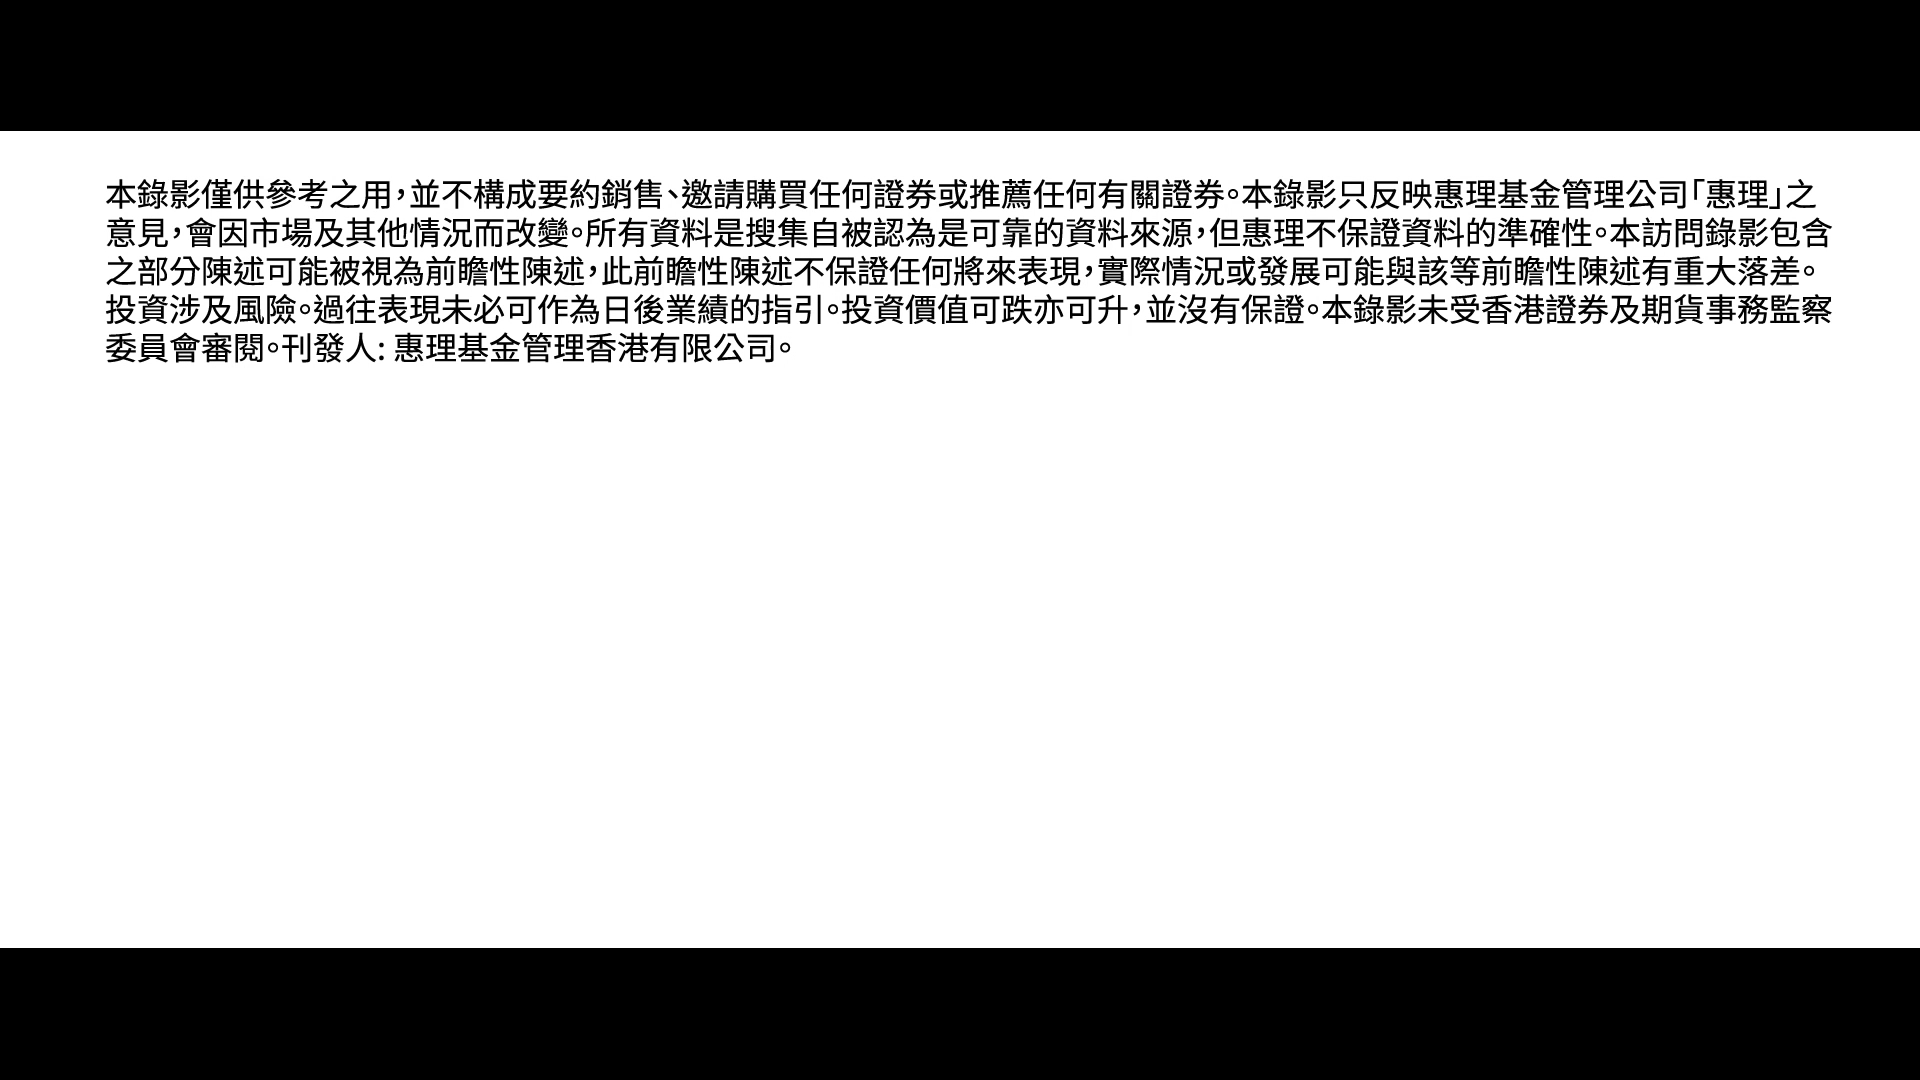 本錄影僅供參考之用，並不構成要約銷售、邀請購買任何證券或推薦任何有關證券。本錄影只反映惠理基金管理公司「惠理」之
意見，會因市場及其他情況而改變。所有資料是搜集自被認為是可靠的資料來源，但惠理不保證資料的準確性。本訪問錄影包含
之部分陳述可能被視為前瞻性陳述，此前瞻性陳述不保證任何將來表現，實際情況或發展可能與該等前瞻性陳述有重大落差。
投資涉及風險。過往表現未必可作為日後業績的指引。投資價值可跌亦可升，並沒有保證。本錄影未受香港證券及期貨事務監察
委員會審閱。刊發人: 惠理基金管理香港有限公司。